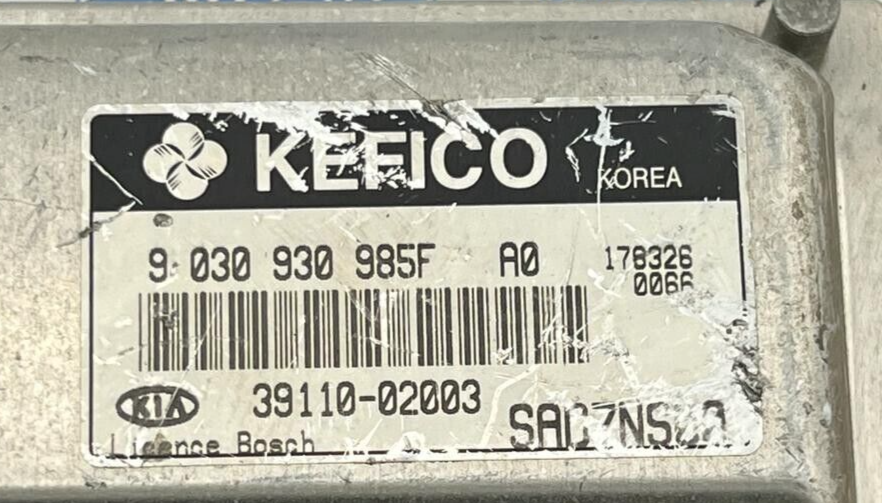 KEFICO KOREA
9 030 930 985F A0 178326
0066
KIA 39110-02003
Licence Bosch